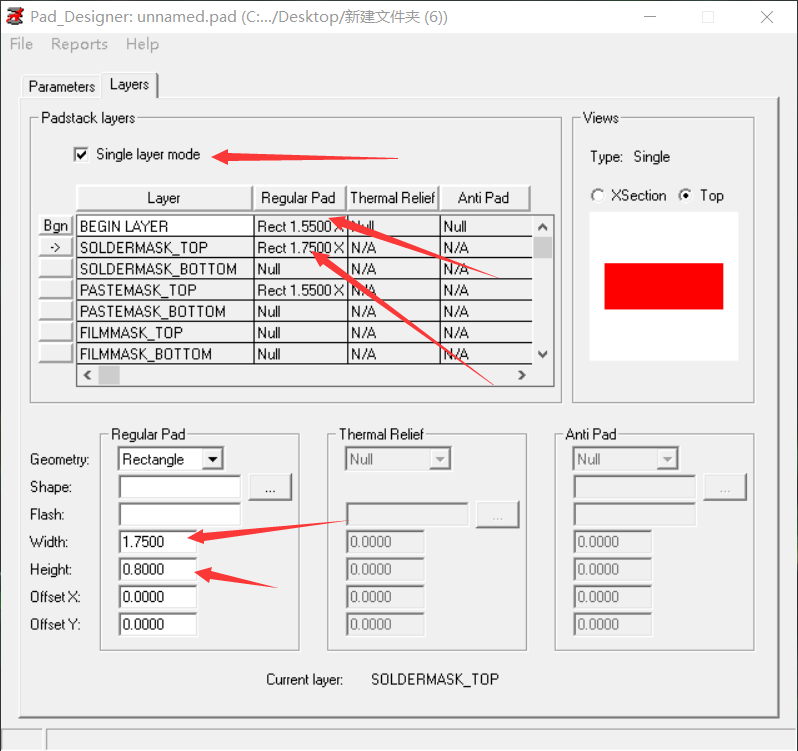 Pad_Designer: unnamed.pad (C:.../Desktop/新建文件夹 (6))
File Reports Help
Parameters Layers
Padstack layers
Views
Single layer mode
Type: Single
Layer Regular Pad Thermal Relief Anti Pad
XSection Top
Bgn BEGIN LAYER Rect 1.5500 X Null Null
-> SOLDERMASK_TOP Rect 1.7500 X N/A N/A
SOLDERMASK_BOTTOM Null N/A N/A
PASTEMASK_TOP Rect 1.5500 X N/A N/A
PASTEMASK_BOTTOM Null N/A N/A
FILMMASK_TOP Null N/A N/A
FILMMASK_BOTTOM Null N/A N/A
Regular Pad Thermal Relief Anti Pad
Geometry: Rectangle Null Null
Shape: ... ...
Flash: ...
Width: 1.7500 0.0000 0.0000
Height: 0.8000 0.0000 0.0000
Offset X: 0.0000 0.0000 0.0000
Offset Y: 0.0000 0.0000 0.0000
Current layer: SOLDERMASK_TOP